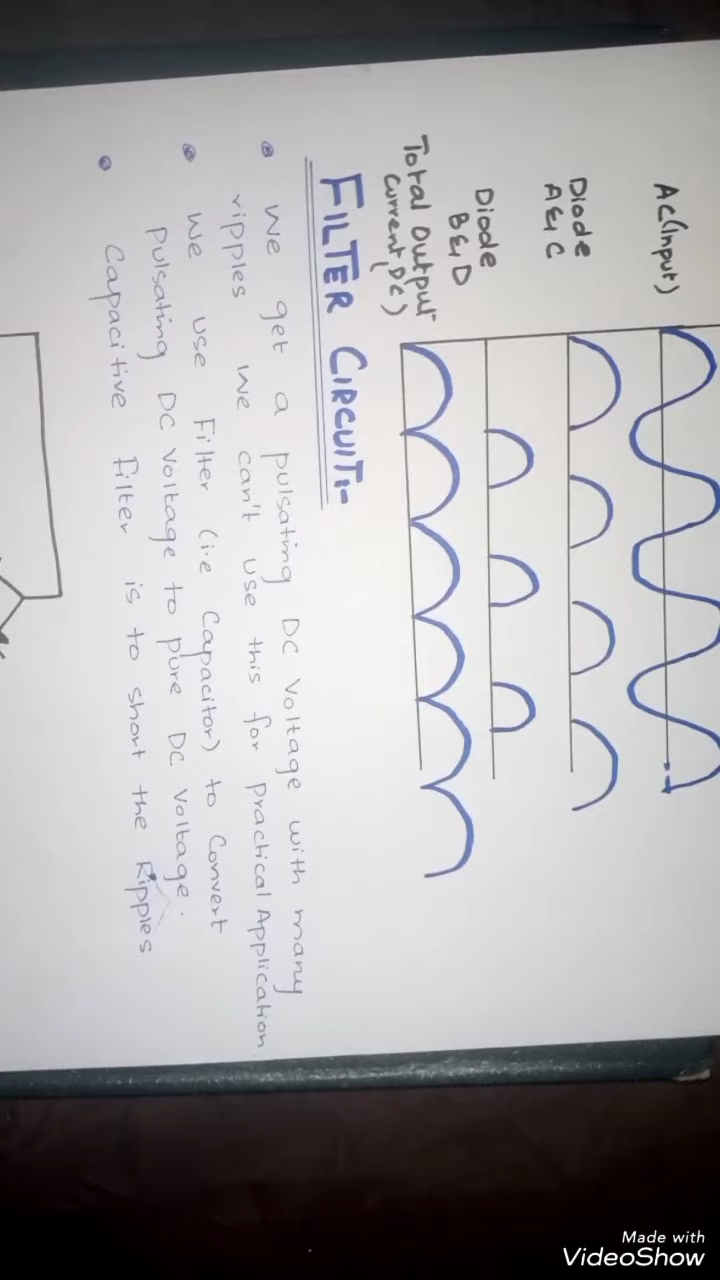 AC(Input)
Diode
A & C
Diode
B & D
Total Output
Current(DC)
FILTER CIRCUIT:-
We get a pulsating DC Voltage with many
ripples we can't use this for practical Application
We use Filter (i.e Capacitor) to Convert
pulsating DC Voltage to pure DC Voltage.
Capacitive filter is to short the Ripples
Made with
VideoShow